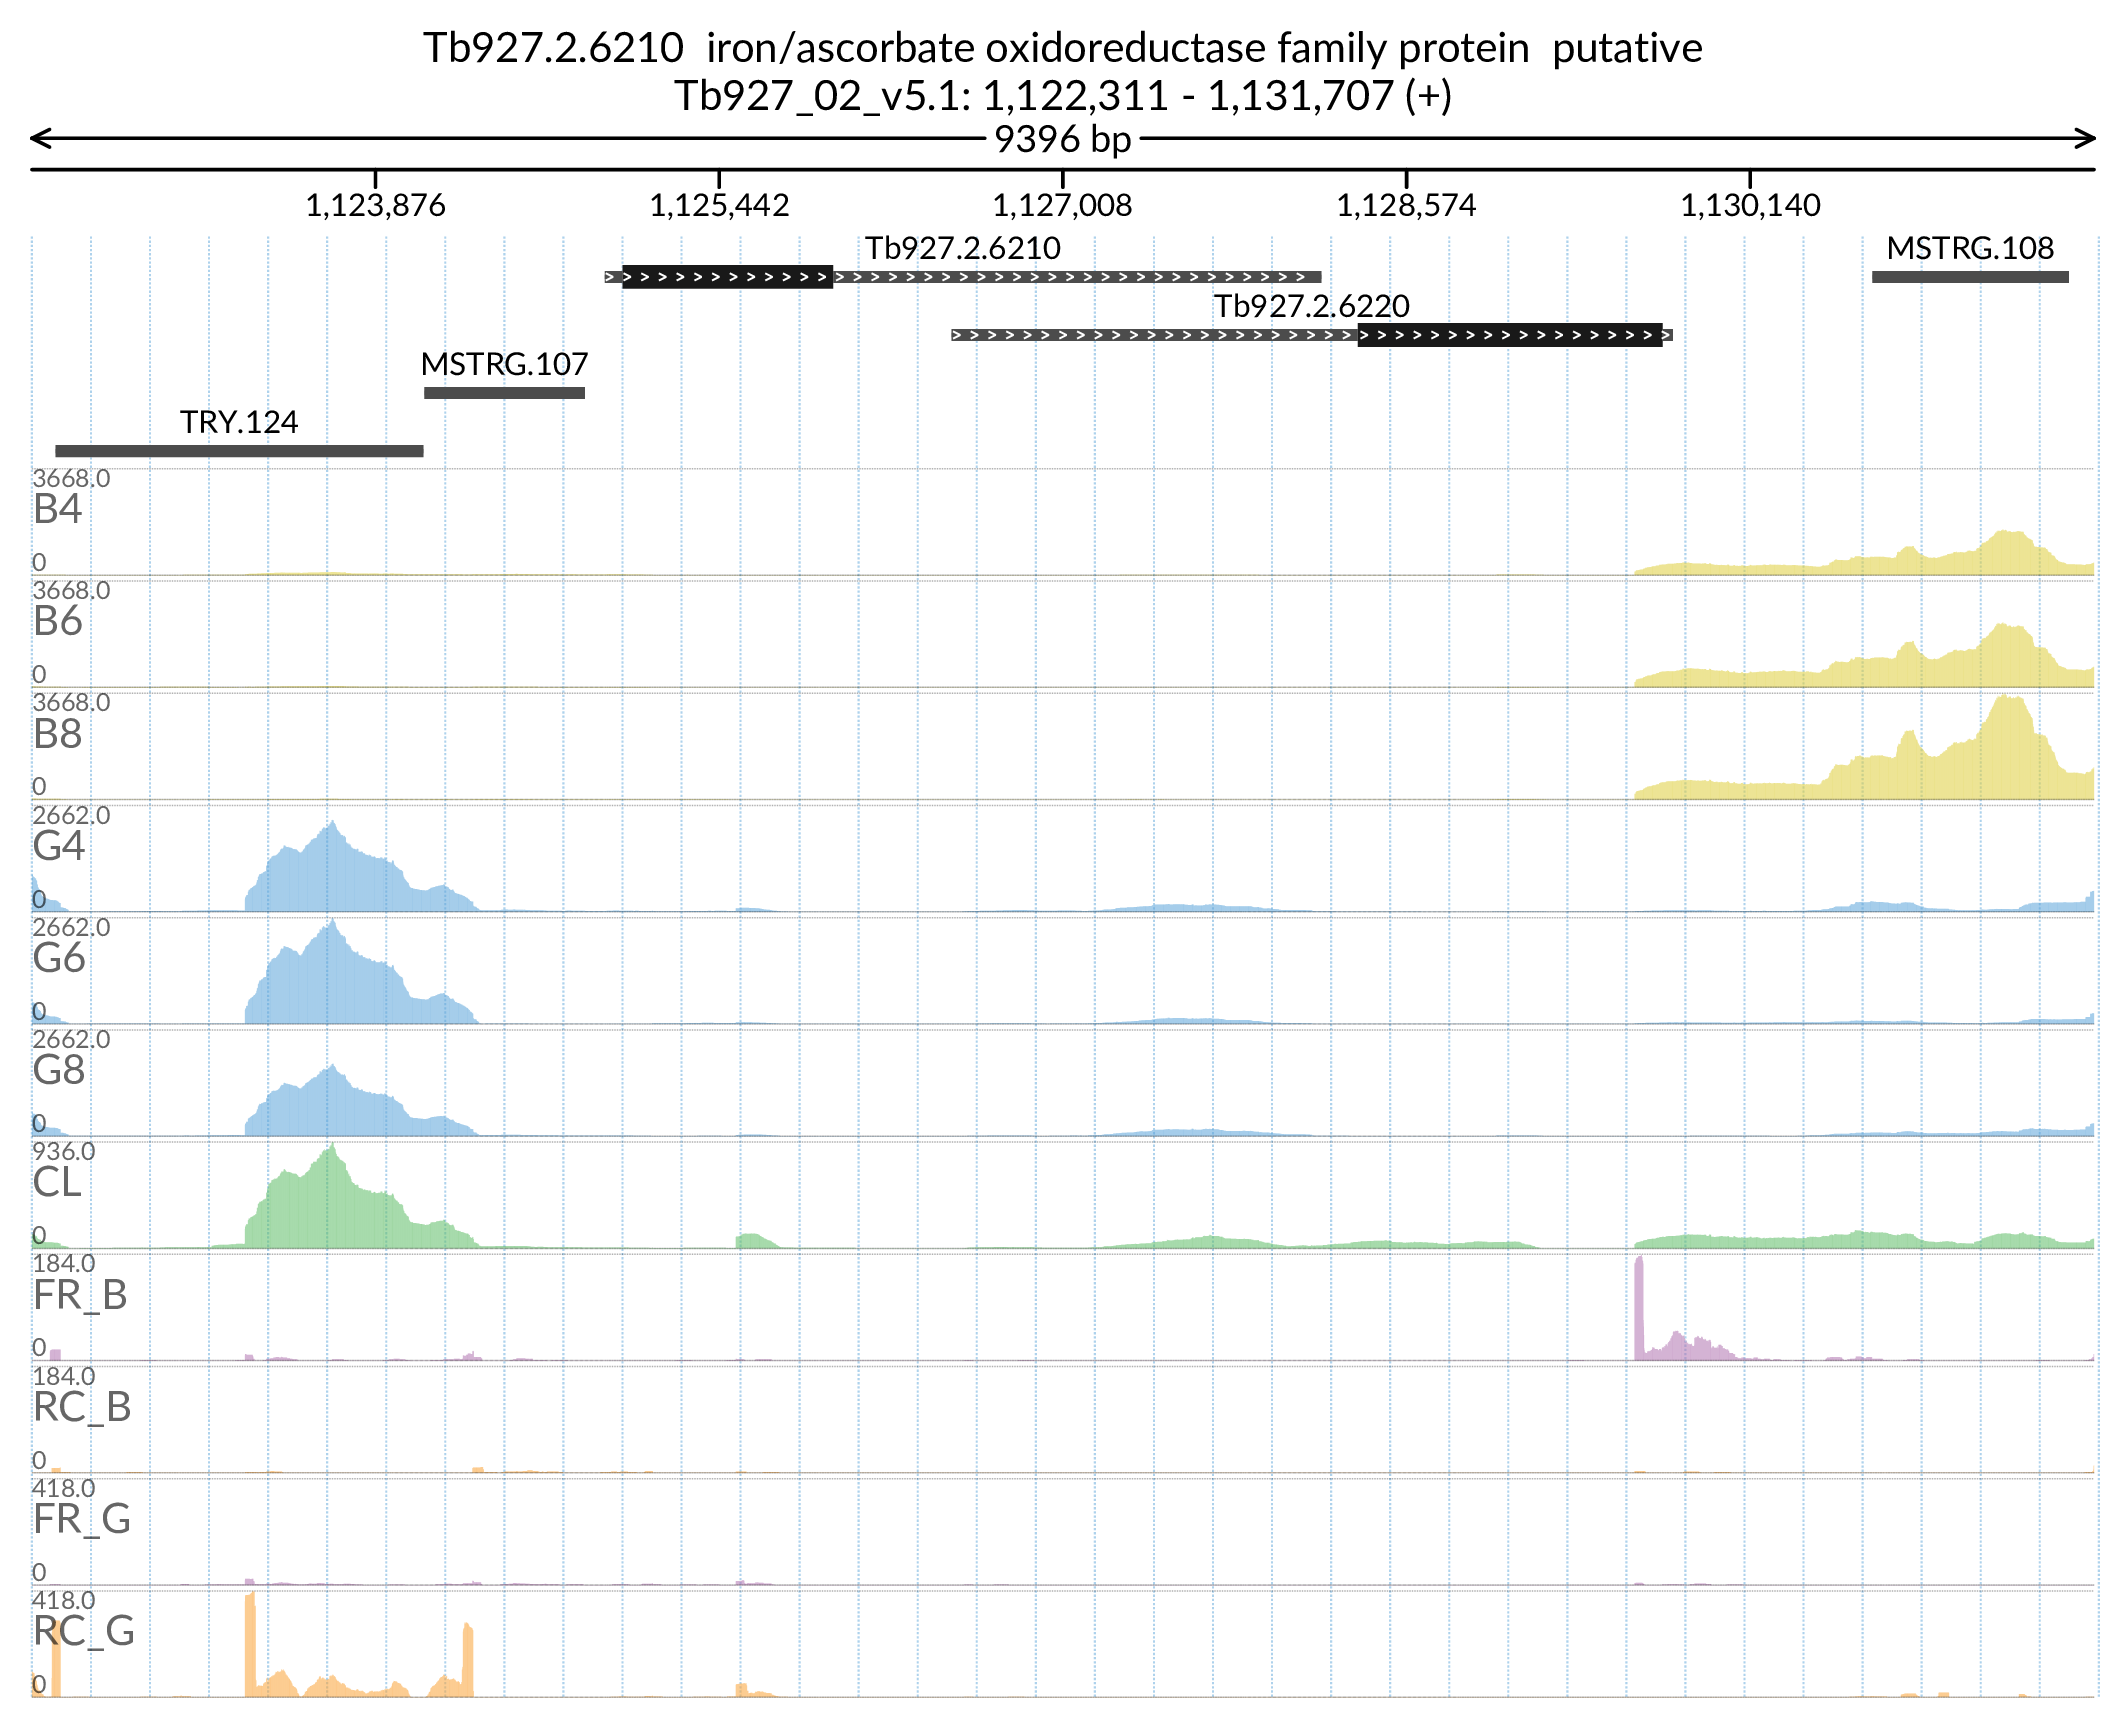 Tb927.2.6210  iron/ascorbate oxidoreductase family protein  putative
Tb927_02_v5.1: 1,122,311 - 1,131,707 (+)
9396 bp
1,123,876 1,125,442 1,127,008 1,128,574 1,130,140
Tb927.2.6210 MSTRG.108
Tb927.2.6220
MSTRG.107
TRY.124
3668.0
B4
0
3668.0
B6
0
3668.0
B8
0
2662.0
G4
0
2662.0
G6
0
2662.0
G8
0
936.0
CL
0
184.0
FR_B
0
184.0
RC_B
0
418.0
FR_G
0
418.0
RC_G
0